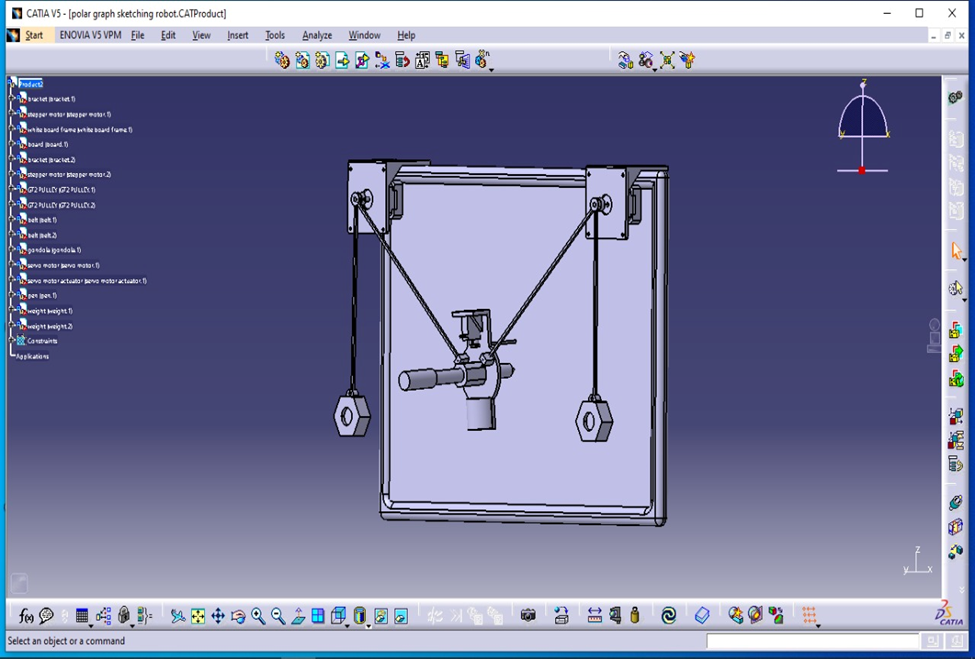 CATIA V5 - [polar graph sketching robot.CATProduct]
Start ENOVIA V5 VPM File Edit View Insert Tools Analyze Window Help
Product2
bracket (bracket.1)
stepper motor (stepper motor.1)
white board frame (white board frame.1)
board (board.1)
bracket (bracket.2)
stepper motor (stepper motor.2)
GT2 PULLEY (GT2 PULLEY.1)
GT2 PULLEY (GT2 PULLEY.2)
belt (belt.1)
belt (belt.2)
gondola (gondola.1)
servo motor (servo motor.1)
servo motor actuator (servo motor actuator.1)
pen (pen.1)
weight (weight.1)
weight (weight.2)
Constraints
Applications
z
y x
z
y x
f(x)
CATIA
Select an object or a command